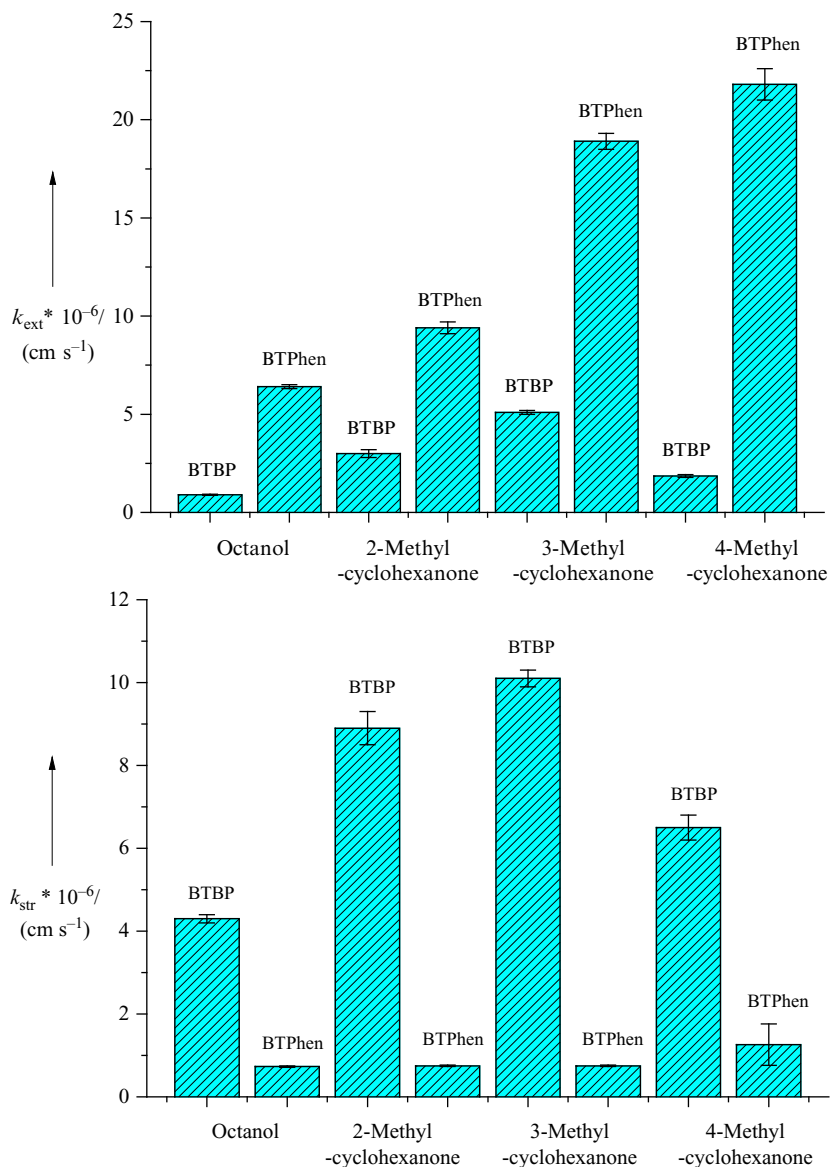 25
20
15
10
5
0
k_ext* 10^–6/
(cm s^–1)
BTBP
BTPhen
BTBP
BTPhen
BTBP
BTPhen
BTBP
BTPhen
Octanol
2-Methyl
-cyclohexanone
3-Methyl
-cyclohexanone
4-Methyl
-cyclohexanone
12
10
8
6
4
2
0
k_str * 10^–6/
(cm s^–1)
BTBP
BTPhen
BTBP
BTPhen
BTBP
BTPhen
BTBP
BTPhen
Octanol
2-Methyl
-cyclohexanone
3-Methyl
-cyclohexanone
4-Methyl
-cyclohexanone